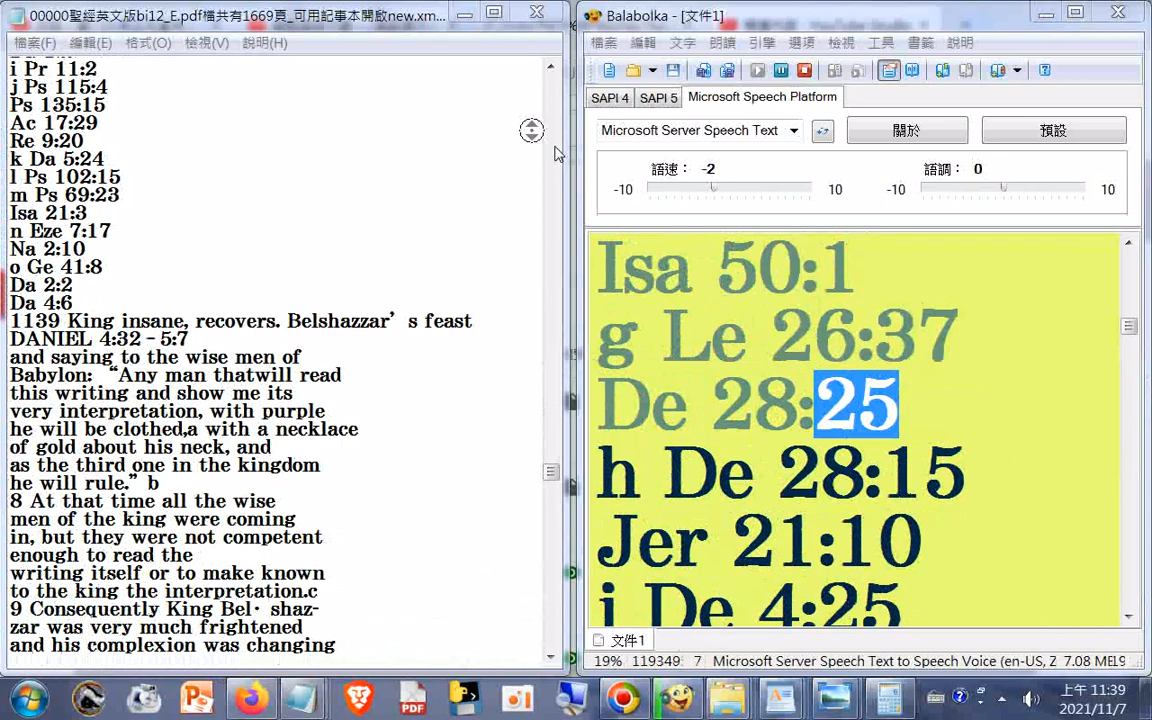 00000聖經英文版bi12_E.pdf檔共有1669頁_可用記事本開啟new.xm...
檔案(F) 編輯(E) 格式(O) 檢視(V) 說明(H)
i Pr 11:2
j Ps 115:4
Ps 135:15
Ac 17:29
Re 9:20
k Da 5:24
l Ps 102:15
m Ps 69:23
Isa 21:3
n Eze 7:17
Na 2:10
o Ge 41:8
Da 2:2
Da 4:6
1139 King insane, recovers. Belshazzar’s feast
DANIEL 4:32–5:7
and saying to the wise men of
Babylon: “Any man thatwill read
this writing and show me its
very interpretation, with purple
he will be clothed,a with a necklace
of gold about his neck, and
as the third one in the kingdom
he will rule.” b
8 At that time all the wise
men of the king were coming
in, but they were not competent
enough to read the
writing itself or to make known
to the king the interpretation.c
9 Consequently King Bel·shaz-
zar was very much frightened
and his complexion was changing
Balabolka - [文件1]
檔案 編輯 文字 朗讀 引擎 選項 檢視 工具 書籤 說明
SAPI 4 SAPI 5 Microsoft Speech Platform
Microsoft Server Speech Text 關於 預設
語速: -2 語調: 0
-10 10 -10 10
Isa 50:1
g Le 26:37
De 28:25
h De 28:15
Jer 21:10
i De 4:25
文件1
19% 119349: 7 Microsoft Server Speech Text to Speech Voice (en-US, Z 7.08 ME
PDF
上午 11:39
2021/11/7